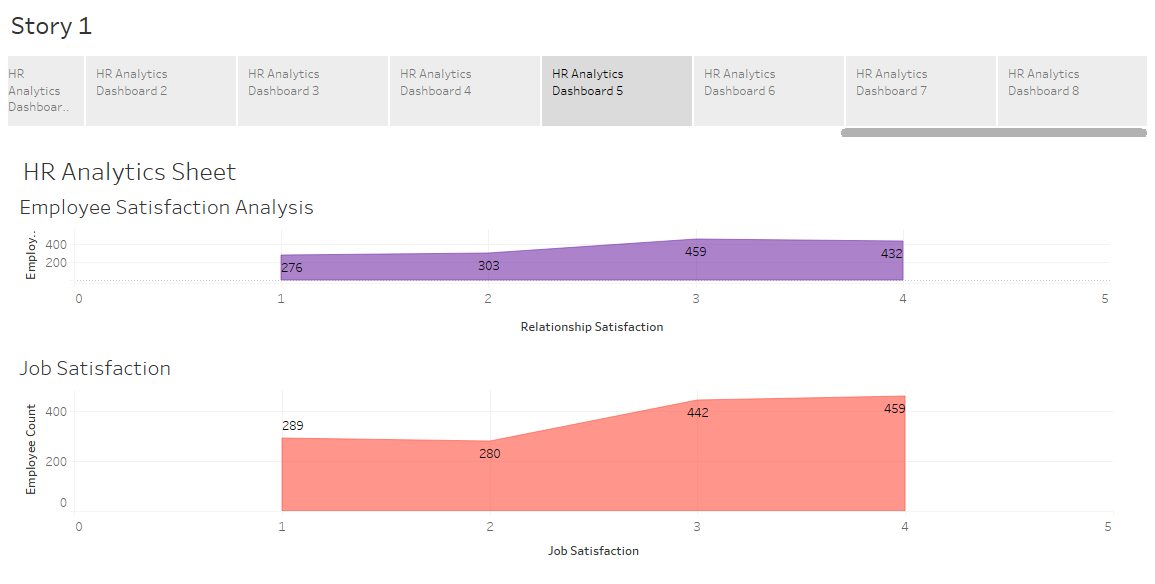 Story 1
HR
Analytics
Dashboar..
HR Analytics
Dashboard 2
HR Analytics
Dashboard 3
HR Analytics
Dashboard 4
HR Analytics
Dashboard 5
HR Analytics
Dashboard 6
HR Analytics
Dashboard 7
HR Analytics
Dashboard 8
HR Analytics Sheet
Employee Satisfaction Analysis
Employ..
400
200
276
303
459
432
0 1 2 3 4 5
Relationship Satisfaction
Job Satisfaction
Employee Count
400
200
0
289
280
442
459
0 1 2 3 4 5
Job Satisfaction